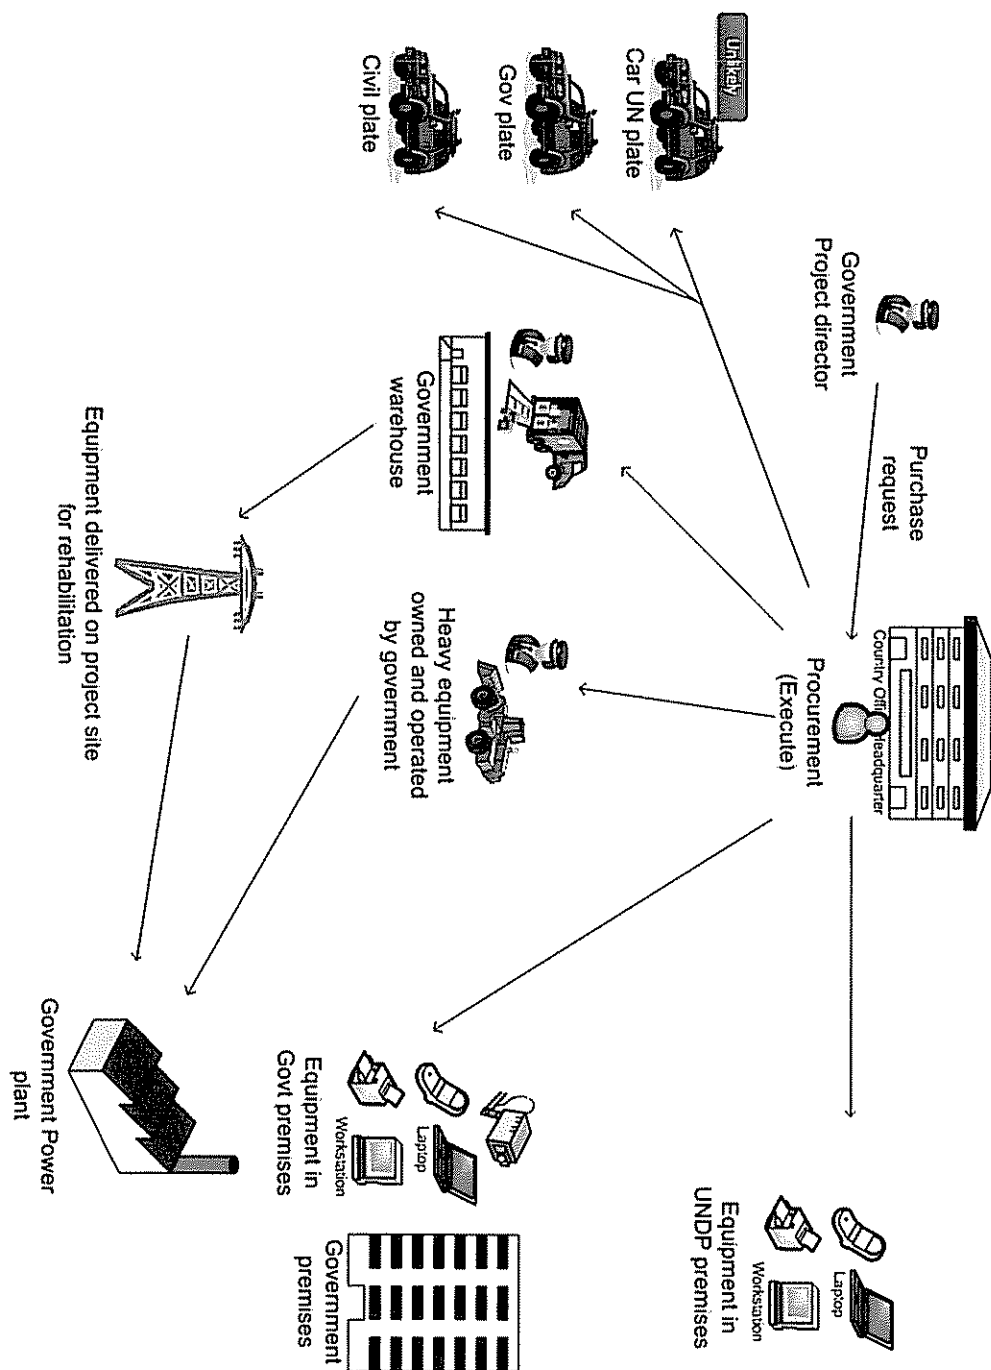 Unlikely
Car UN plate
Gov plate
Civil plate
Government
Project director
Purchase
request
Country Offi
Headquarter
Procurement
(Execute)
Government
warehouse
Heavy equipment
owned and operated
by government
Equipment delivered on project site
for rehabilitation
Laptop
Workstation
Equipment in
UNDP premises
Laptop
Workstation
Equipment in
Govt premises
Government
premises
Government Power
plant